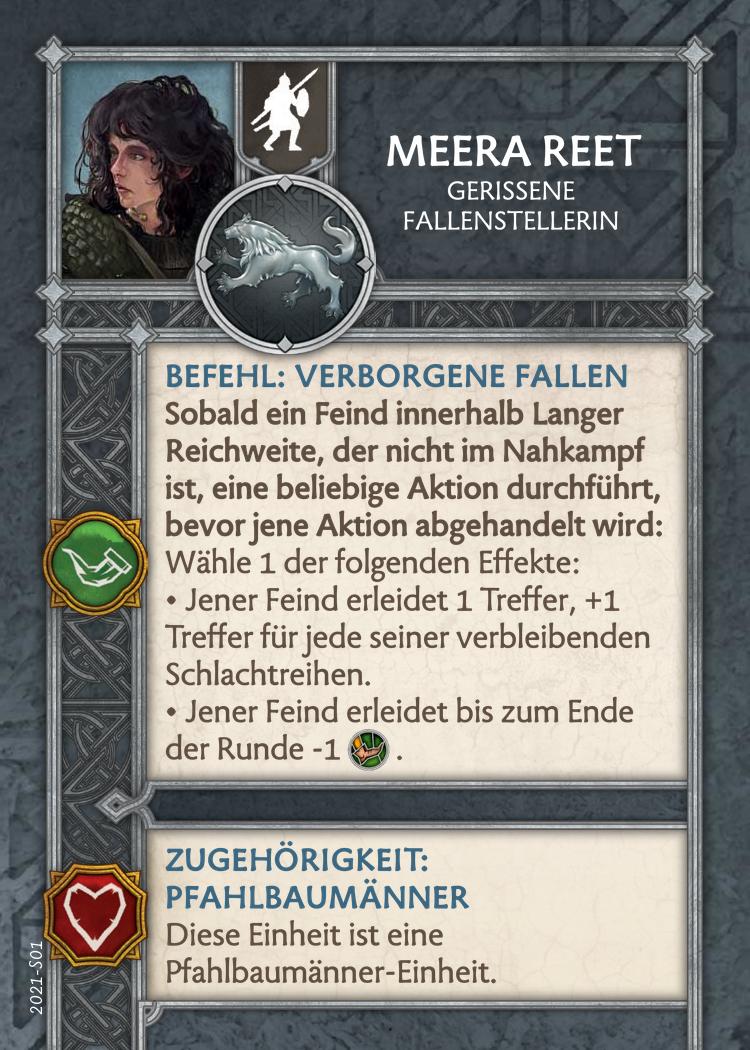 MEERA REET
GERISSENE
FALLENSTELLERIN
BEFEHL: VERBORGENE FALLEN
Sobald ein Feind innerhalb Langer
Reichweite, der nicht im Nahkampf
ist, eine beliebige Aktion durchführt,
bevor jene Aktion abgehandelt wird:
Wähle 1 der folgenden Effekte:
• Jener Feind erleidet 1 Treffer, +1
Treffer für jede seiner verbleibenden
Schlachtreihen.
• Jener Feind erleidet bis zum Ende
der Runde -1 .
ZUGEHÖRIGKEIT:
PFAHLBAUMÄNNER
Diese Einheit ist eine
Pfahlbaumänner-Einheit.
2021-S01